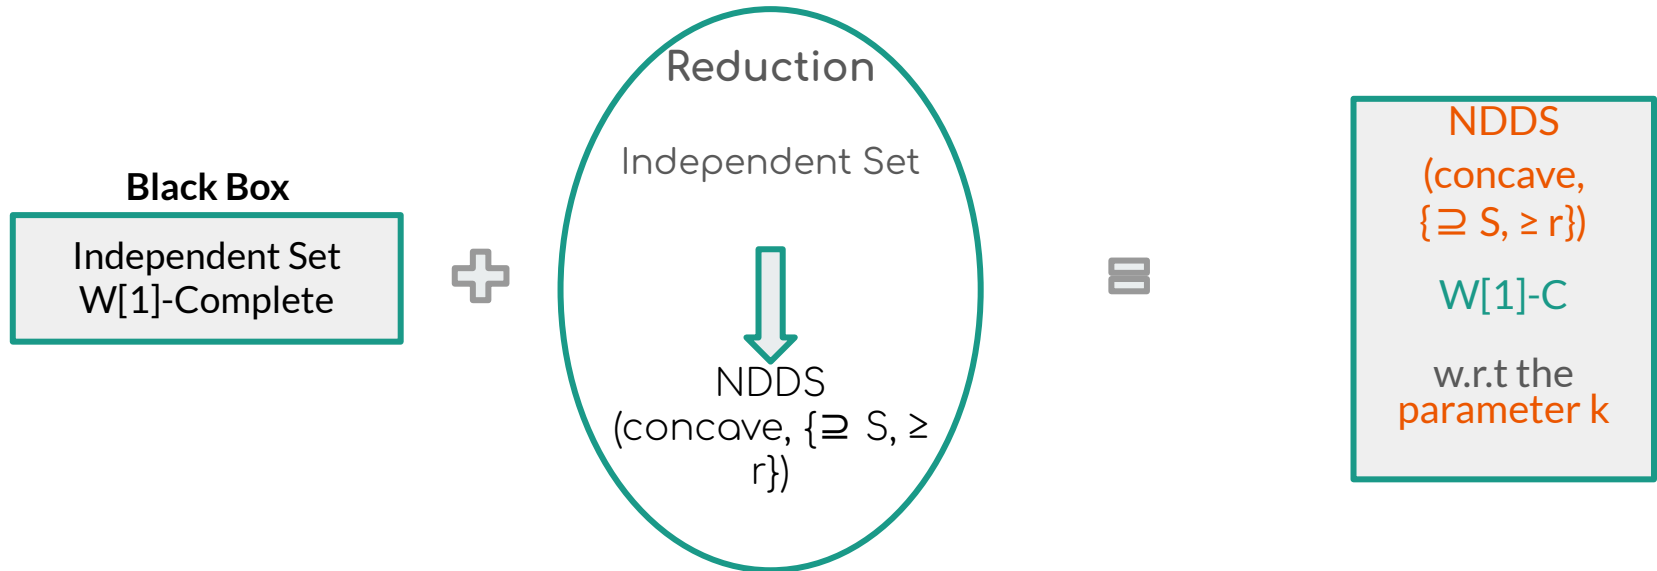 Black Box
Independent Set
W[1]-Complete
Reduction
Independent Set
NDDS
(concave, {⊇ S, ≥
r})
NDDS
(concave,
{⊇ S, ≥ r})
W[1]-C
w.r.t the
parameter k